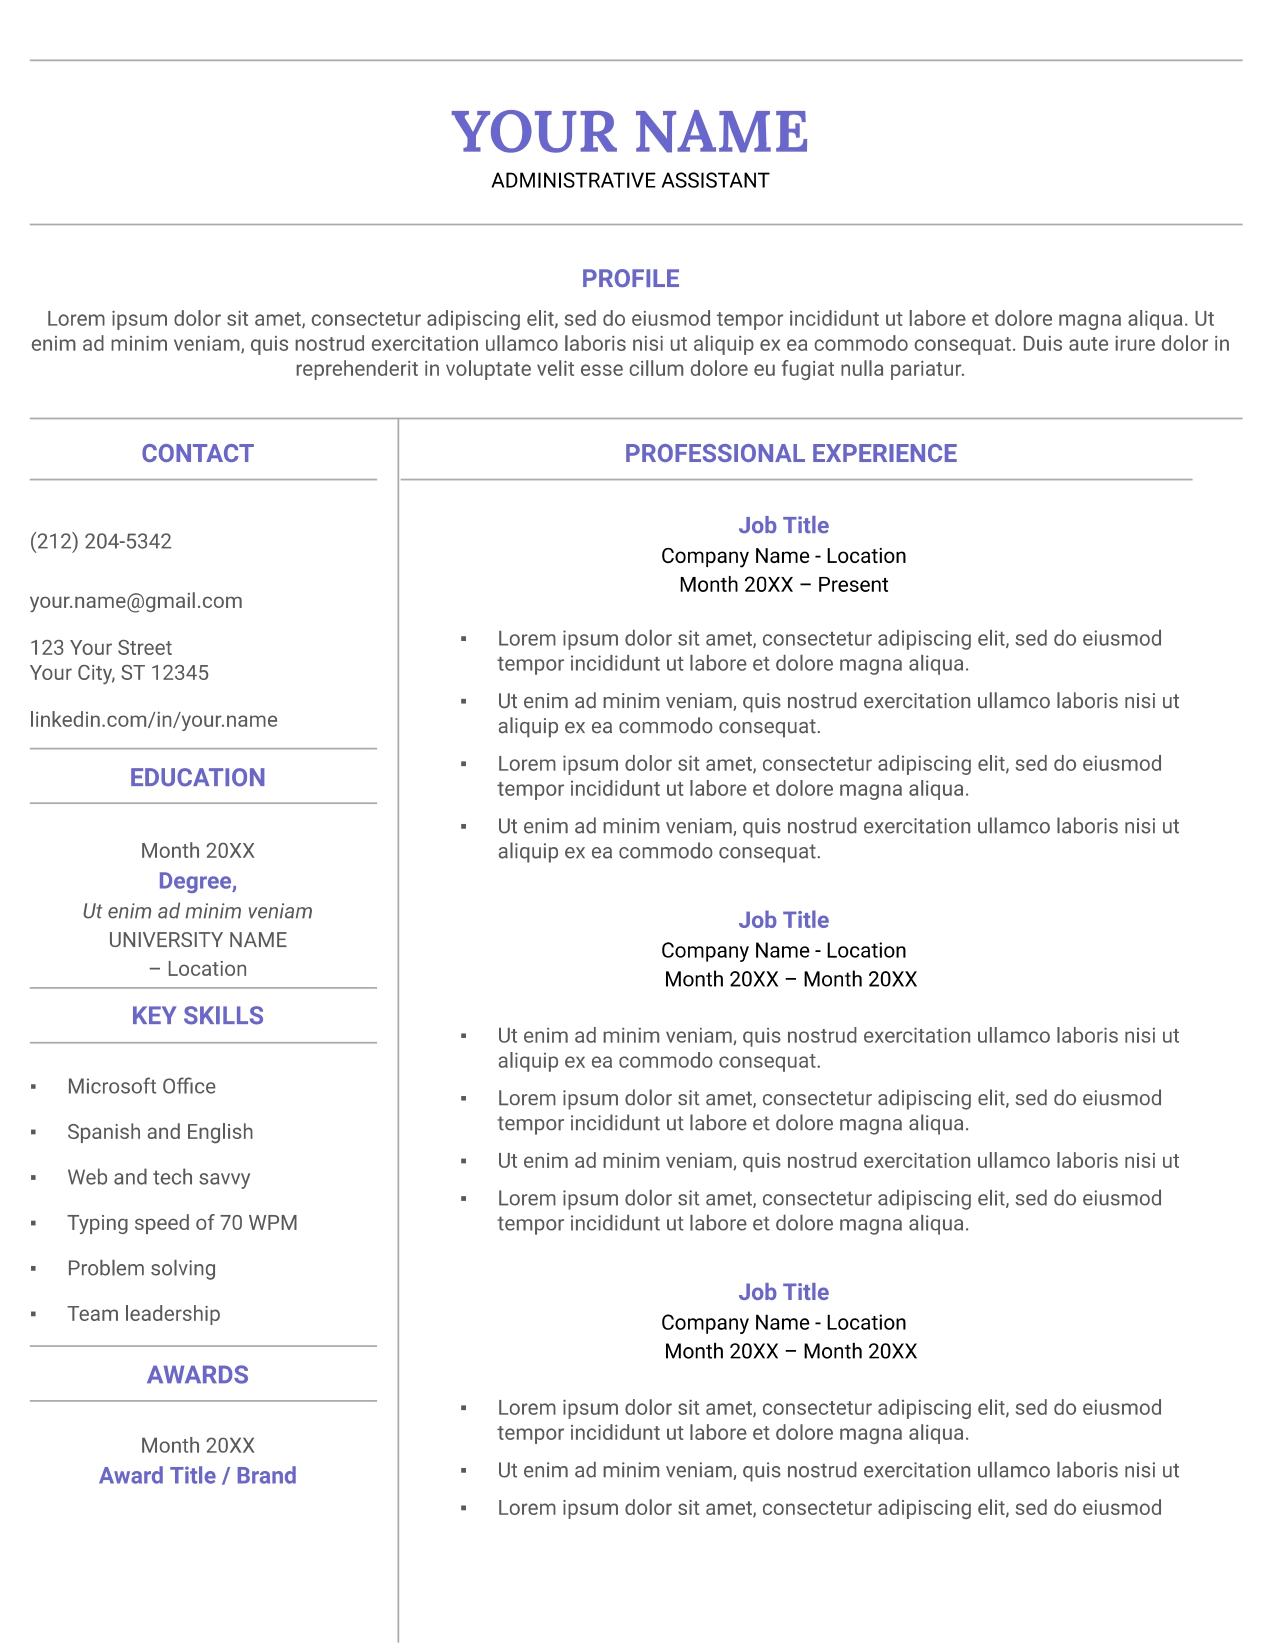 YOUR NAME
ADMINISTRATIVE ASSISTANT
PROFILE
Lorem ipsum dolor sit amet, consectetur adipiscing elit, sed do eiusmod tempor incididunt ut labore et dolore magna aliqua. Ut
enim ad minim veniam, quis nostrud exercitation ullamco laboris nisi ut aliquip ex ea commodo consequat. Duis aute irure dolor in
reprehenderit in voluptate velit esse cillum dolore eu fugiat nulla pariatur.
CONTACT
(212) 204-5342
your.name@gmail.com
123 Your Street
Your City, ST 12345
linkedin.com/in/your.name
EDUCATION
Month 20XX
Degree,
Ut enim ad minim veniam
UNIVERSITY NAME
– Location
KEY SKILLS
▪ Microsoft Office
▪ Spanish and English
▪ Web and tech savvy
▪ Typing speed of 70 WPM
▪ Problem solving
▪ Team leadership
AWARDS
Month 20XX
Award Title / Brand
PROFESSIONAL EXPERIENCE
Job Title
Company Name - Location
Month 20XX – Present
▪ Lorem ipsum dolor sit amet, consectetur adipiscing elit, sed do eiusmod
tempor incididunt ut labore et dolore magna aliqua.
▪ Ut enim ad minim veniam, quis nostrud exercitation ullamco laboris nisi ut
aliquip ex ea commodo consequat.
▪ Lorem ipsum dolor sit amet, consectetur adipiscing elit, sed do eiusmod
tempor incididunt ut labore et dolore magna aliqua.
▪ Ut enim ad minim veniam, quis nostrud exercitation ullamco laboris nisi ut
aliquip ex ea commodo consequat.
Job Title
Company Name - Location
Month 20XX – Month 20XX
▪ Ut enim ad minim veniam, quis nostrud exercitation ullamco laboris nisi ut
aliquip ex ea commodo consequat.
▪ Lorem ipsum dolor sit amet, consectetur adipiscing elit, sed do eiusmod
tempor incididunt ut labore et dolore magna aliqua.
▪ Ut enim ad minim veniam, quis nostrud exercitation ullamco laboris nisi ut
▪ Lorem ipsum dolor sit amet, consectetur adipiscing elit, sed do eiusmod
tempor incididunt ut labore et dolore magna aliqua.
Job Title
Company Name - Location
Month 20XX – Month 20XX
▪ Lorem ipsum dolor sit amet, consectetur adipiscing elit, sed do eiusmod
tempor incididunt ut labore et dolore magna aliqua.
▪ Ut enim ad minim veniam, quis nostrud exercitation ullamco laboris nisi ut
▪ Lorem ipsum dolor sit amet, consectetur adipiscing elit, sed do eiusmod